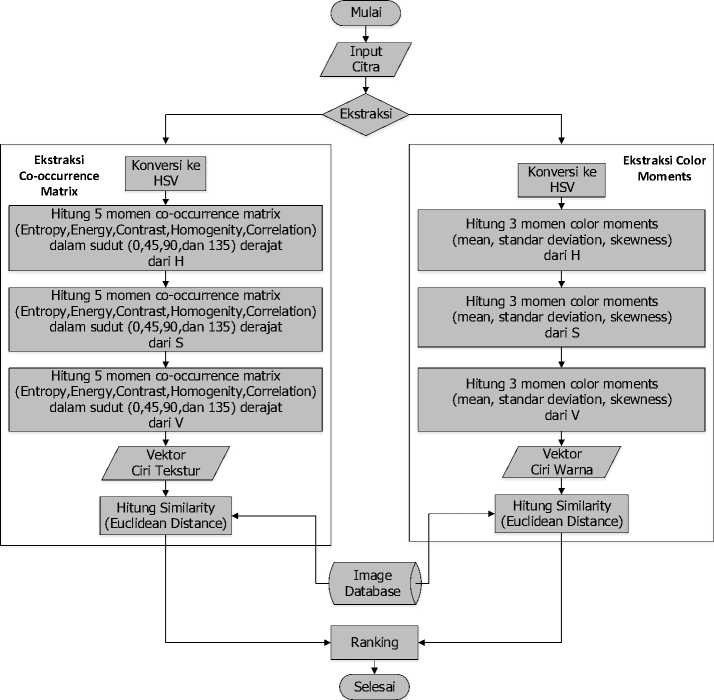 Mulai
Input
Citra
Ekstraksi
Ekstraksi
Co-occurrence
Matrix
Konversi ke
HSV
Hitung 5 momen co-occurrence matrix
(Entropy,Energy,Contrast,Homogenity,Correlation)
dalam sudut (0,45,90,dan 135) derajat
dari H
Hitung 5 momen co-occurrence matrix
(Entropy,Energy,Contrast,Homogenity,Correlation)
dalam sudut (0,45,90,dan 135) derajat
dari S
Hitung 5 momen co-occurrence matrix
(Entropy,Energy,Contrast,Homogenity,Correlation)
dalam sudut (0,45,90,dan 135) derajat
dari V
Vektor
Ciri Tekstur
Hitung Similarity
(Euclidean Distance)
Ekstraksi Color
Moments
Konversi ke
HSV
Hitung 3 momen color moments
(mean, standar deviation, skewness)
dari H
Hitung 3 momen color moments
(mean, standar deviation, skewness)
dari S
Hitung 3 momen color moments
(mean, standar deviation, skewness)
dari V
Vektor
Ciri Warna
Hitung Similarity
(Euclidean Distance)
Image
Database
Ranking
Selesai